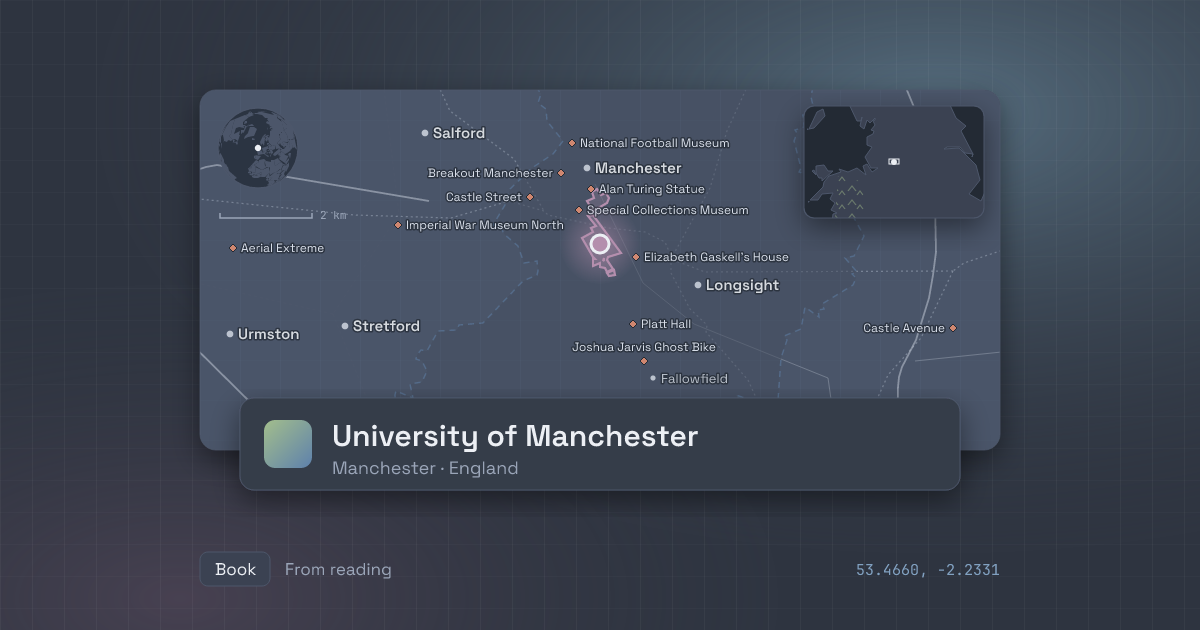 Salford
National Football Museum
Manchester
Breakout Manchester
Alan Turing Statue
Castle Street
Special Collections Museum
2 km
Imperial War Museum North
Aerial Extreme
Elizabeth Gaskell's House
Longsight
Urmston
Stretford
Platt Hall
Castle Avenue
Joshua Jarvis Ghost Bike
Fallowfield
University of Manchester
Manchester · England
Book
From reading
53.4660, -2.2331